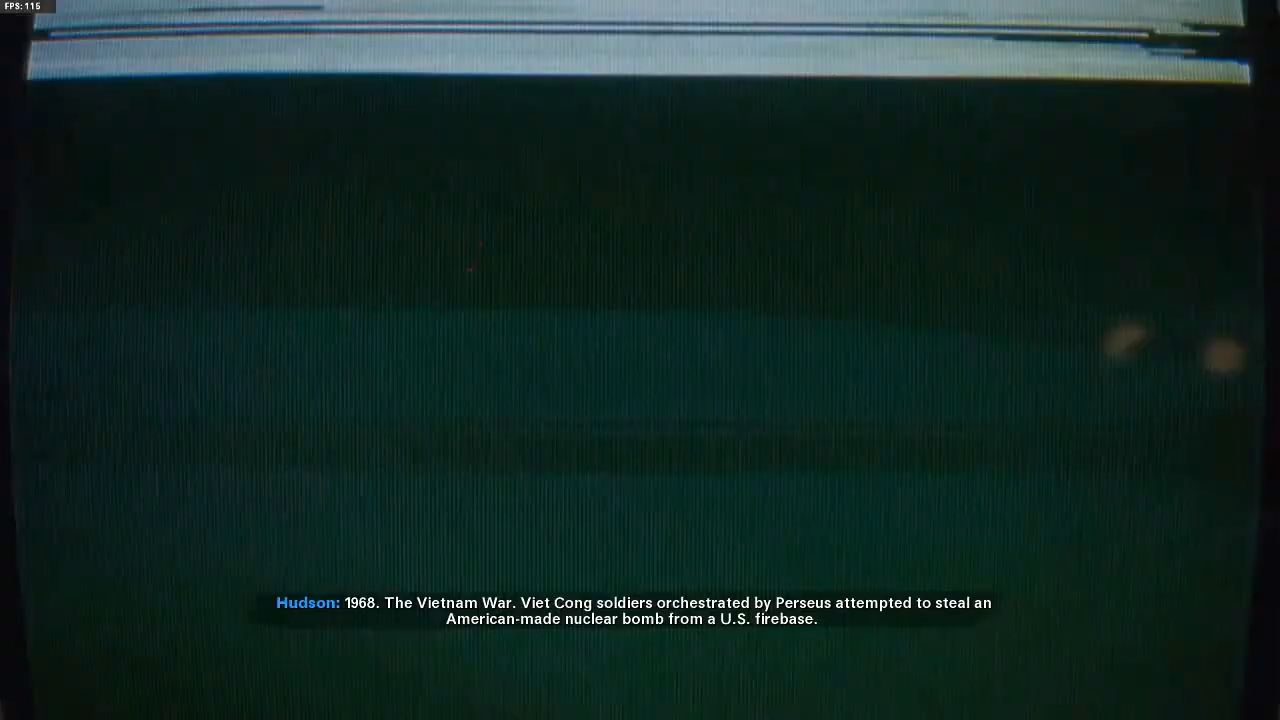 FPS: 115
Hudson: 1968. The Vietnam War. Viet Cong soldiers orchestrated by Perseus attempted to steal an
American-made nuclear bomb from a U.S. firebase.